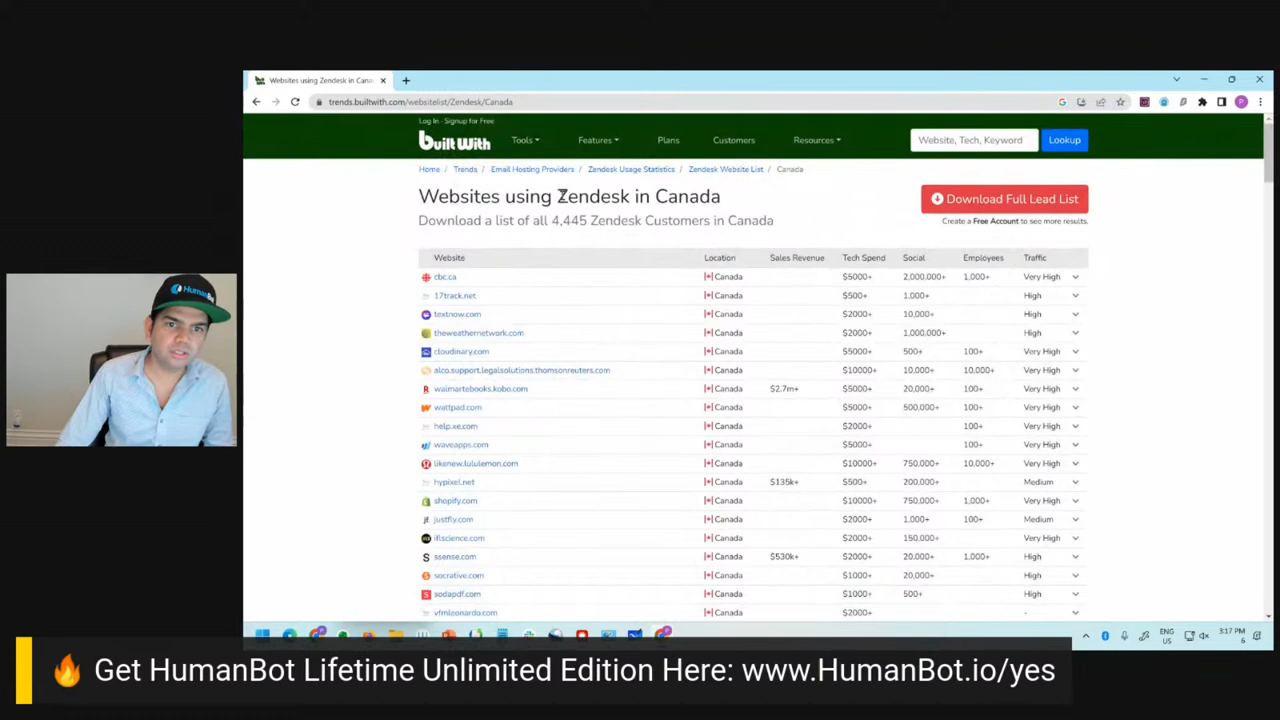 Websites using Zendesk in Cana
trends.builtwith.com/websitelist/Zendesk/Canada
Log In · Signup for Free
built With
Tools
Features
Plans
Customers
Resources
Website, Tech, Keyword
Lookup
Home / Trends / Email Hosting Providers / Zendesk Usage Statistics / Zendesk Website List / Canada
Websites using Zendesk in Canada
Download Full Lead List
Download a list of all 4,445 Zendesk Customers in Canada
Create a Free Account to see more results.
Website Location Sales Revenue Tech Spend Social Employees Traffic
cbc.ca Canada $5000+ 2,000,000+ 1,000+ Very High
17track.net Canada $500+ 1,000+ High
textnow.com Canada $2000+ 10,000+ High
theweathernetwork.com Canada $2000+ 1,000,000+ High
cloudinary.com Canada $5000+ 500+ 100+ Very High
alco.support.legalsolutions.thomsonreuters.com Canada $10000+ 10,000+ 10,000+ Very High
walmartebooks.kobo.com Canada $2.7m+ $5000+ 20,000+ 100+ Very High
wattpad.com Canada $5000+ 500,000+ 100+ Very High
help.xe.com Canada $2000+ 100+ Very High
waveapps.com Canada $5000+ 100+ Very High
likenew.lululemon.com Canada $10000+ 750,000+ 10,000+ Very High
hypixel.net Canada $135k+ $500+ 200,000+ Medium
shopify.com Canada $10000+ 750,000+ 1,000+ Very High
justfly.com Canada $2000+ 1,000+ 100+ Medium
iflscience.com Canada $2000+ 150,000+ Very High
ssense.com Canada $530k+ $2000+ 20,000+ 1,000+ High
socrative.com Canada $1000+ 20,000+ High
sodapdf.com Canada $1000+ 500+ High
vfmleonardo.com Canada $2000+ -
HumanBot
ENG
US
3:17 PM
6
🔥 Get HumanBot Lifetime Unlimited Edition Here: www.HumanBot.io/yes